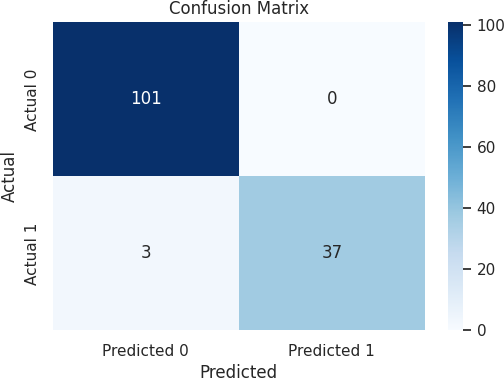 Confusion Matrix
Actual
Actual 0
101
0
Actual 1
3
37
Predicted 0
Predicted 1
Predicted
100
80
60
40
20
0